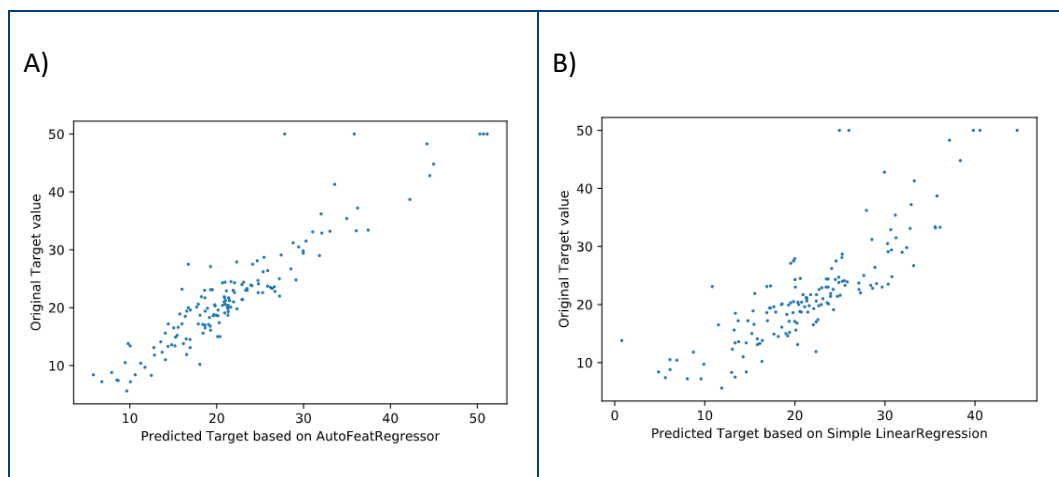 A)
50
40
30
20
10
Original Target value
10 20 30 40 50
Predicted Target based on AutoFeatRegressor
B)
50
40
30
20
10
Original Target value
0 10 20 30 40
Predicted Target based on Simple LinearRegression